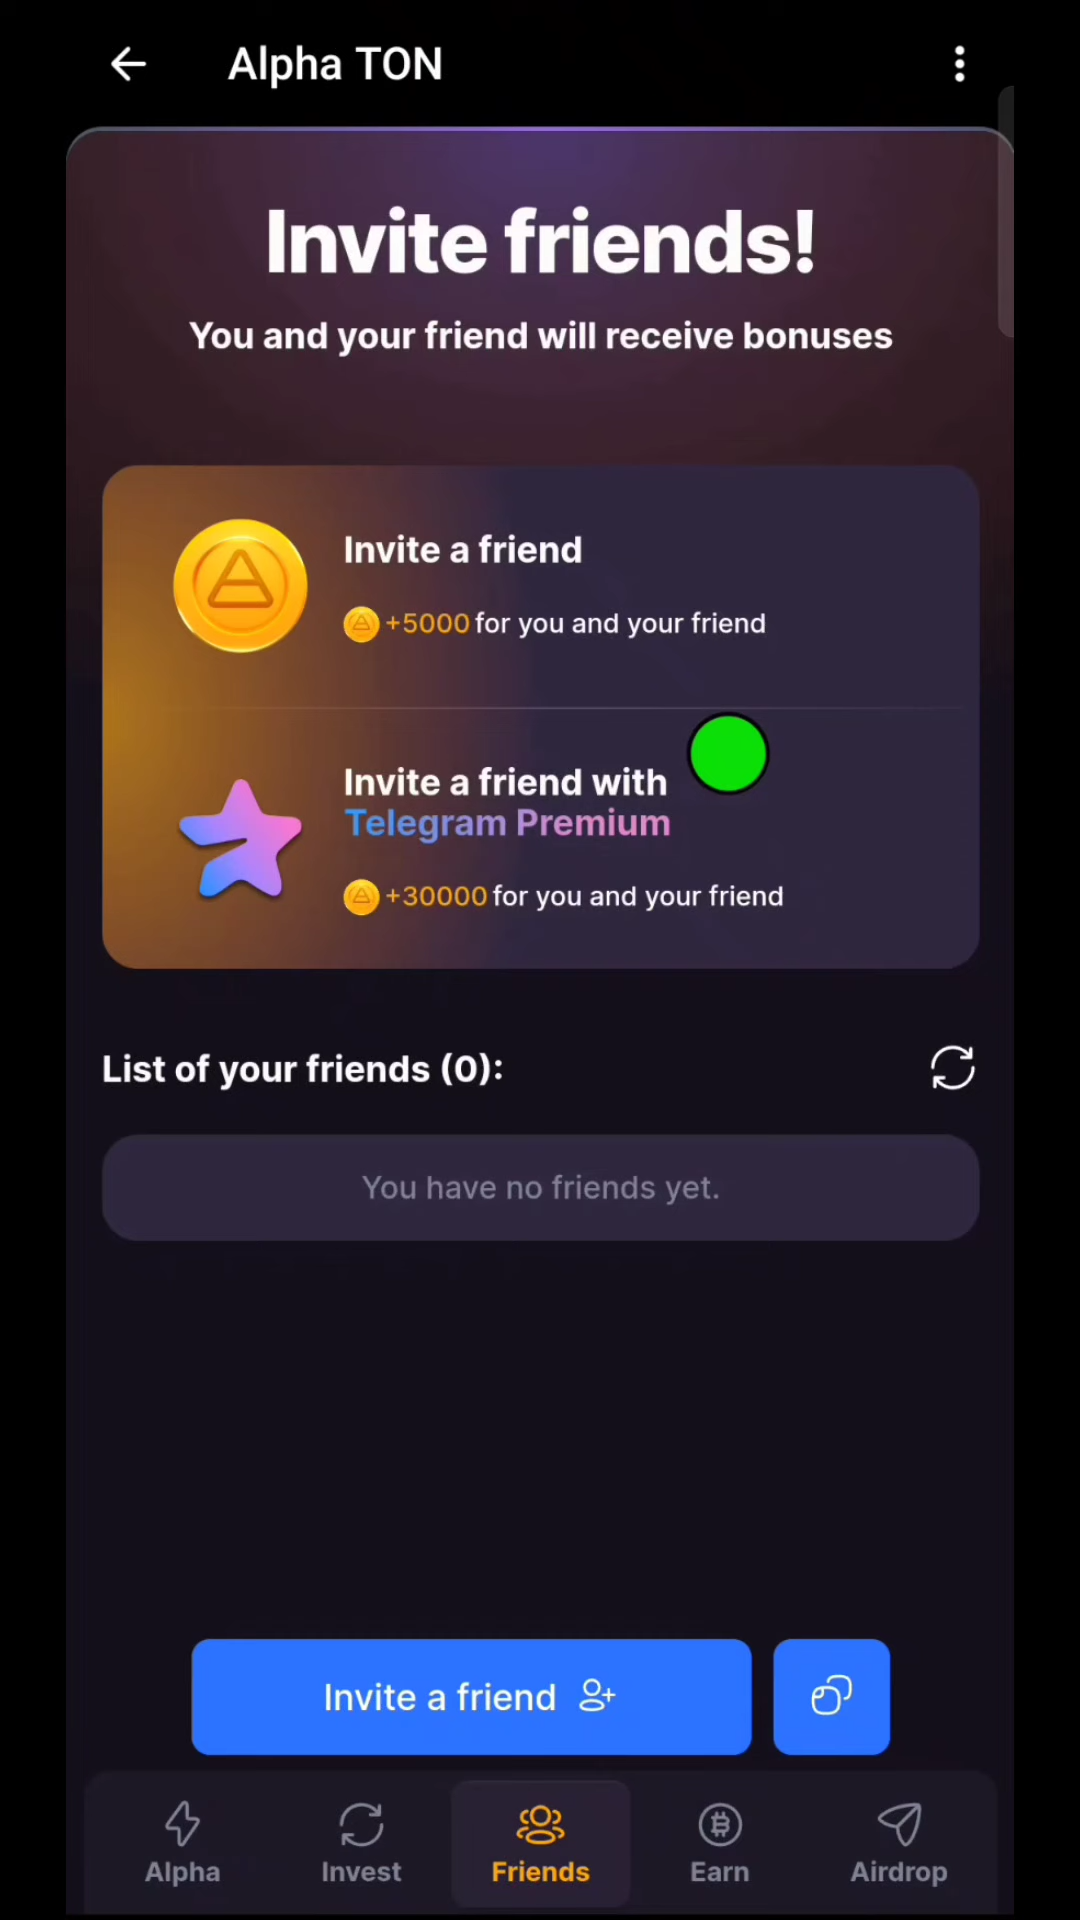 Alpha TON
Invite friends!
You and your friend will receive bonuses
Invite a friend
+5000 for you and your friend
Invite a friend with
Telegram Premium
+30000 for you and your friend
List of your friends (0):
You have no friends yet.
Invite a friend
Alpha
Invest
Friends
Earn
Airdrop